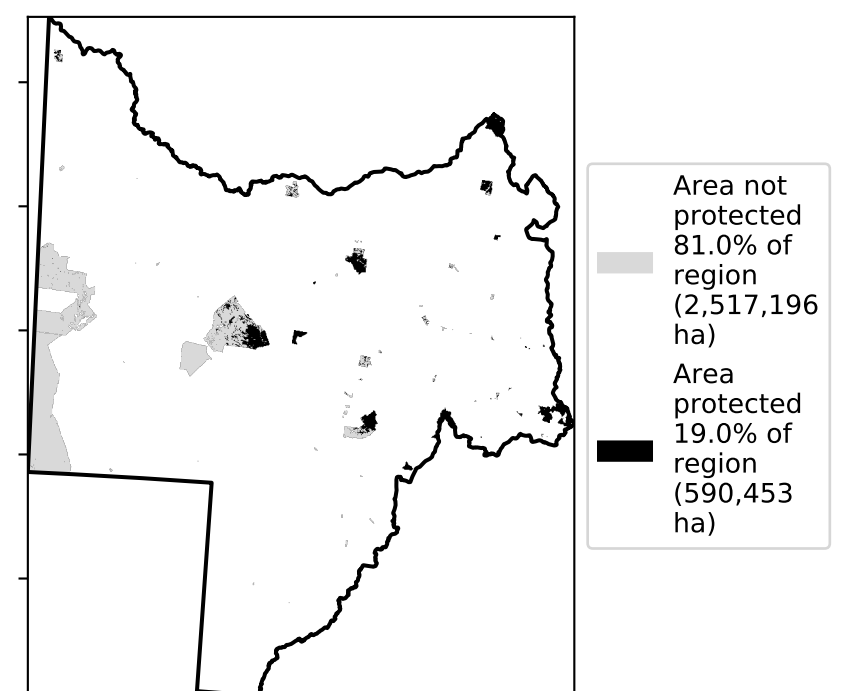 Area not
protected
81.0% of
region
(2,517,196
ha)
Area
protected
19.0% of
region
(590,453
ha)